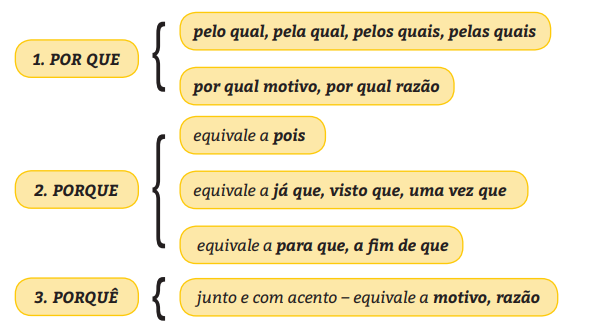 1. POR QUE
pelo qual, pela qual, pelos quais, pelas quais
por qual motivo, por qual razão
2. PORQUE
equivale a pois
equivale a já que, visto que, uma vez que
equivale a para que, a fim de que
3. PORQUÊ
junto e com acento – equivale a motivo, razão